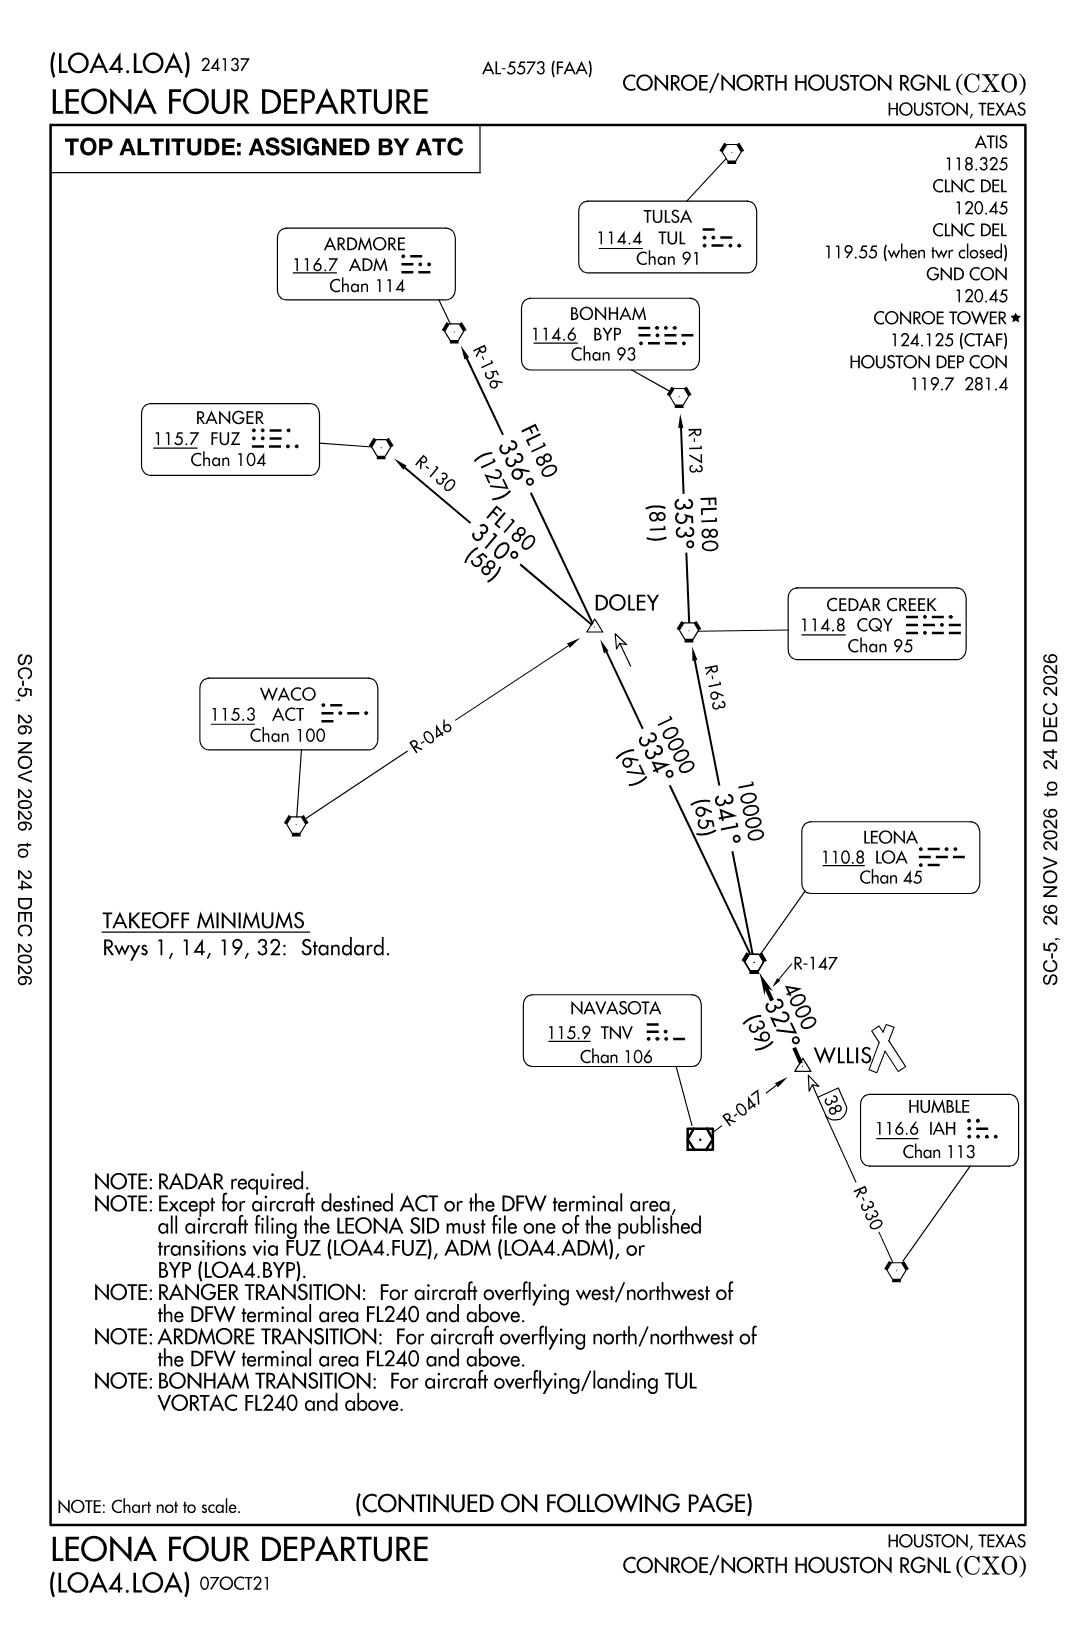 (LOA4.LOA) 24137
AL-5573 (FAA)
CONROE/NORTH HOUSTON RGNL (CXO)
LEONA FOUR DEPARTURE
HOUSTON, TEXAS
TOP ALTITUDE: ASSIGNED BY ATC
ATIS
118.325
CLNC DEL
120.45
CLNC DEL
119.55 (when twr closed)
GND CON
120.45
CONROE TOWER
124.125 (CTAF)
HOUSTON DEP CON
119.7 281.4
TULSA
114.4 TUL
Chan 91
ARDMORE
116.7 ADM
Chan 114
BONHAM
114.6 BYP
Chan 93
R-156
RANGER
115.7 FUZ
Chan 104
R-130
R-173
FL180
336°
(127)
FL180
310°
(58)
FL180
353°
(81)
DOLEY
CEDAR CREEK
114.8 CQY
Chan 95
WACO
115.3 ACT
Chan 100
R-046
R-163
10000
334°
(67)
10000
341°
(65)
LEONA
110.8 LOA
Chan 45
TAKEOFF MINIMUMS
Rwys 1, 14, 19, 32: Standard.
R-147
4000
327°
(39)
NAVASOTA
115.9 TNV
Chan 106
WLLIS
R-047
38
HUMBLE
116.6 IAH
Chan 113
R-330
NOTE: RADAR required.
NOTE: Except for aircraft destined ACT or the DFW terminal area,
all aircraft filing the LEONA SID must file one of the published
transitions via FUZ (LOA4.FUZ), ADM (LOA4.ADM), or
BYP (LOA4.BYP).
NOTE: RANGER TRANSITION: For aircraft overflying west/northwest of
the DFW terminal area FL240 and above.
NOTE: ARDMORE TRANSITION: For aircraft overflying north/northwest of
the DFW terminal area FL240 and above.
NOTE: BONHAM TRANSITION: For aircraft overflying/landing TUL
VORTAC FL240 and above.
NOTE: Chart not to scale.
(CONTINUED ON FOLLOWING PAGE)
LEONA FOUR DEPARTURE
(LOA4.LOA) 07OCT21
HOUSTON, TEXAS
CONROE/NORTH HOUSTON RGNL (CXO)
SC-5, 26 NOV 2026 to 24 DEC 2026
SC-5, 26 NOV 2026 to 24 DEC 2026